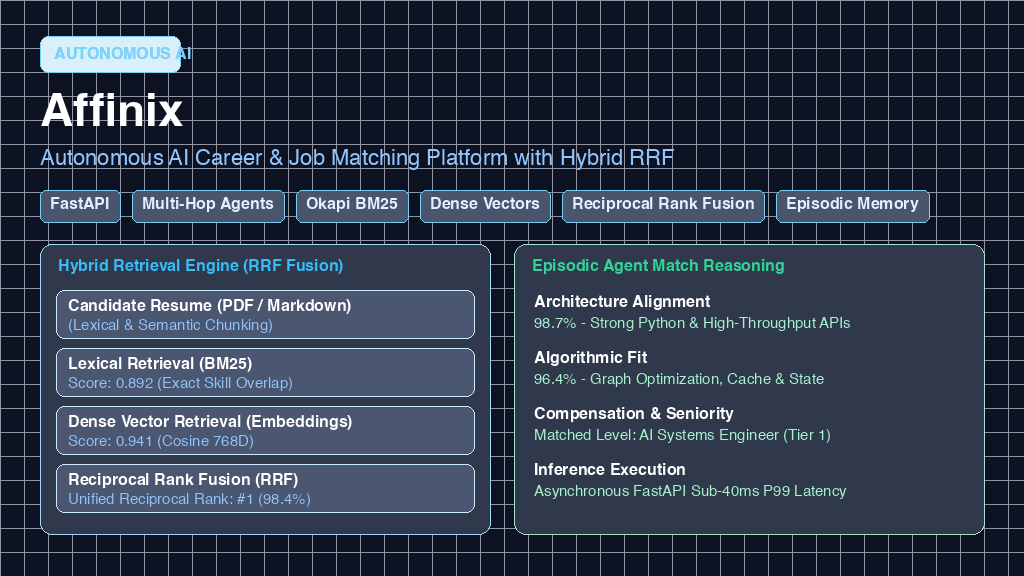 AUTONOMOUS AI
Affinix
Autonomous AI Career & Job Matching Platform with Hybrid RRF
FastAPI
Multi-Hop Agents
Okapi BM25
Dense Vectors
Reciprocal Rank Fusion
Episodic Memory
Hybrid Retrieval Engine (RRF Fusion)
Candidate Resume (PDF / Markdown)
(Lexical & Semantic Chunking)
Lexical Retrieval (BM25)
Score: 0.892 (Exact Skill Overlap)
Dense Vector Retrieval (Embeddings)
Score: 0.941 (Cosine 768D)
Reciprocal Rank Fusion (RRF)
Unified Reciprocal Rank: #1 (98.4%)
Episodic Agent Match Reasoning
Architecture Alignment
98.7% - Strong Python & High-Throughput APIs
Algorithmic Fit
96.4% - Graph Optimization, Cache & State
Compensation & Seniority
Matched Level: AI Systems Engineer (Tier 1)
Inference Execution
Asynchronous FastAPI Sub-40ms P99 Latency